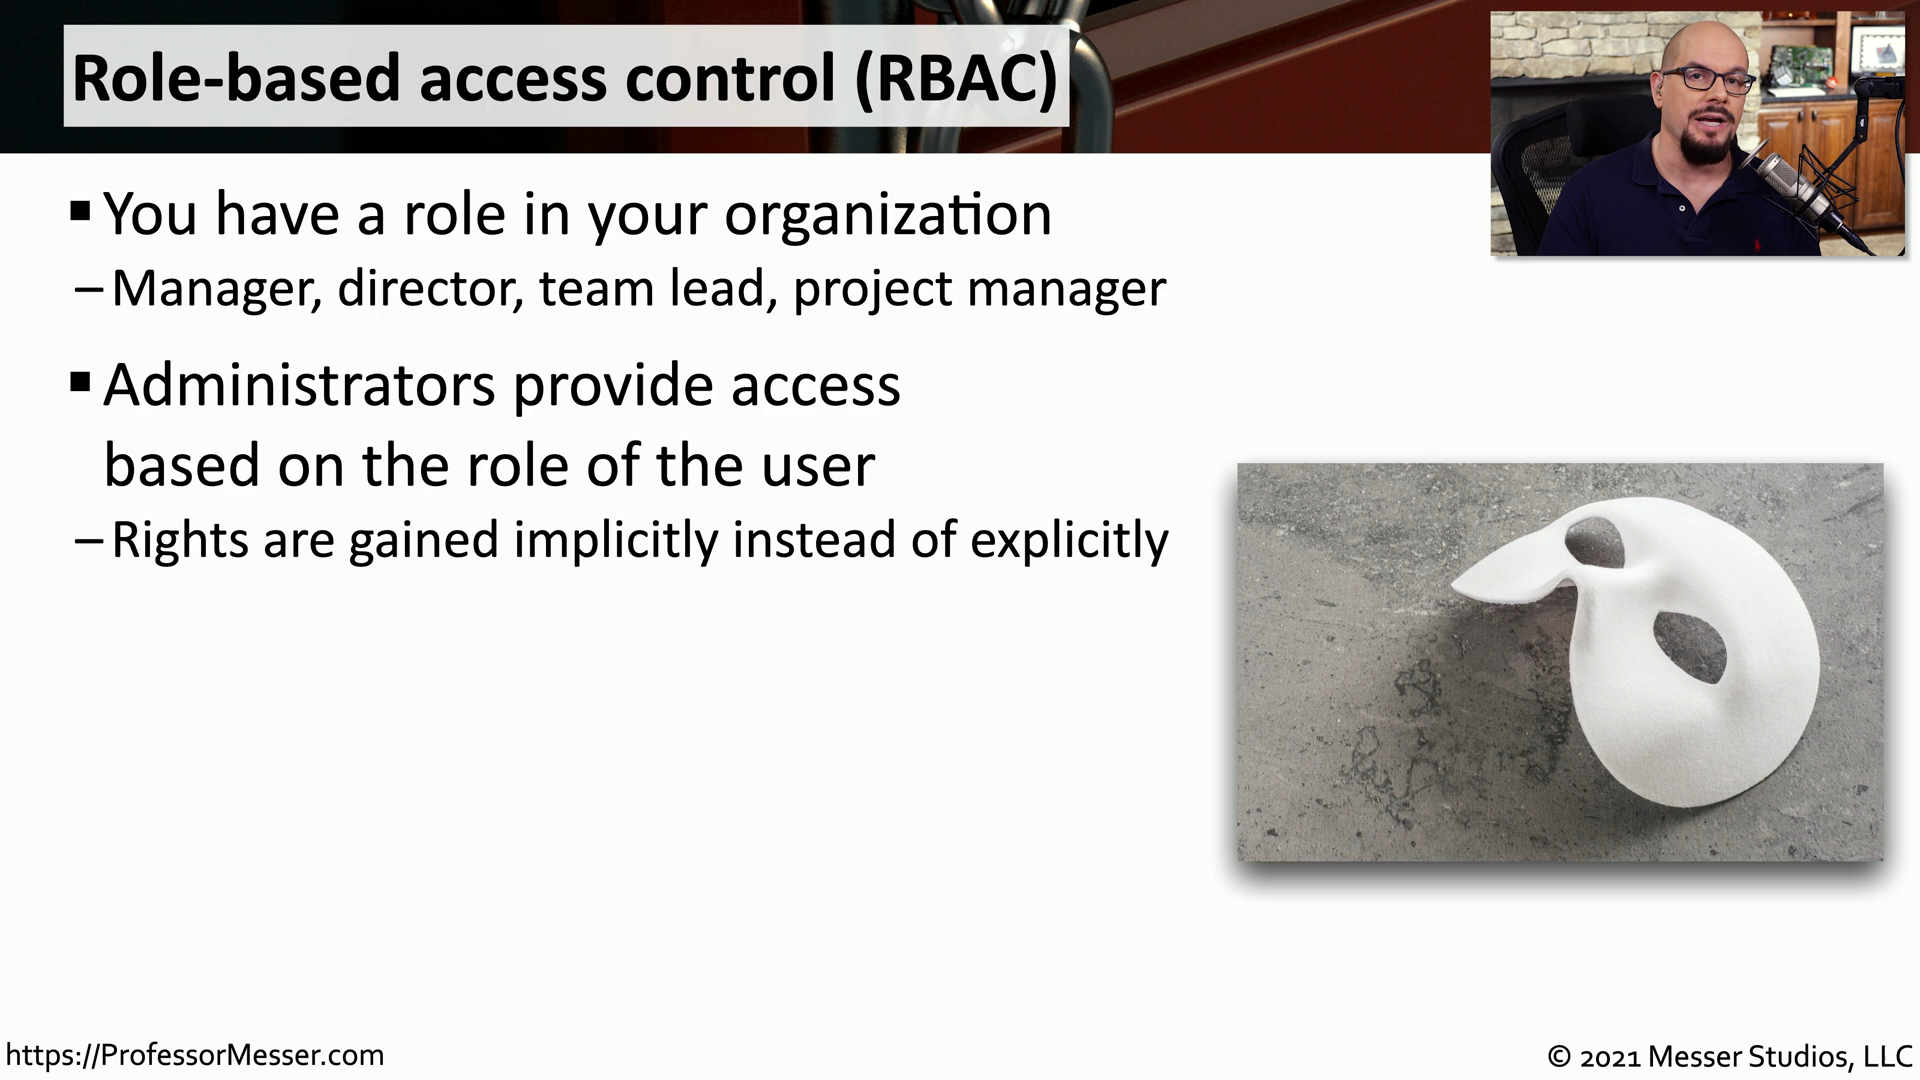 Role-based access control (RBAC)
▪ You have a role in your organization
– Manager, director, team lead, project manager
▪ Administrators provide access
based on the role of the user
– Rights are gained implicitly instead of explicitly
https://ProfessorMesser.com
© 2021 Messer Studios, LLC